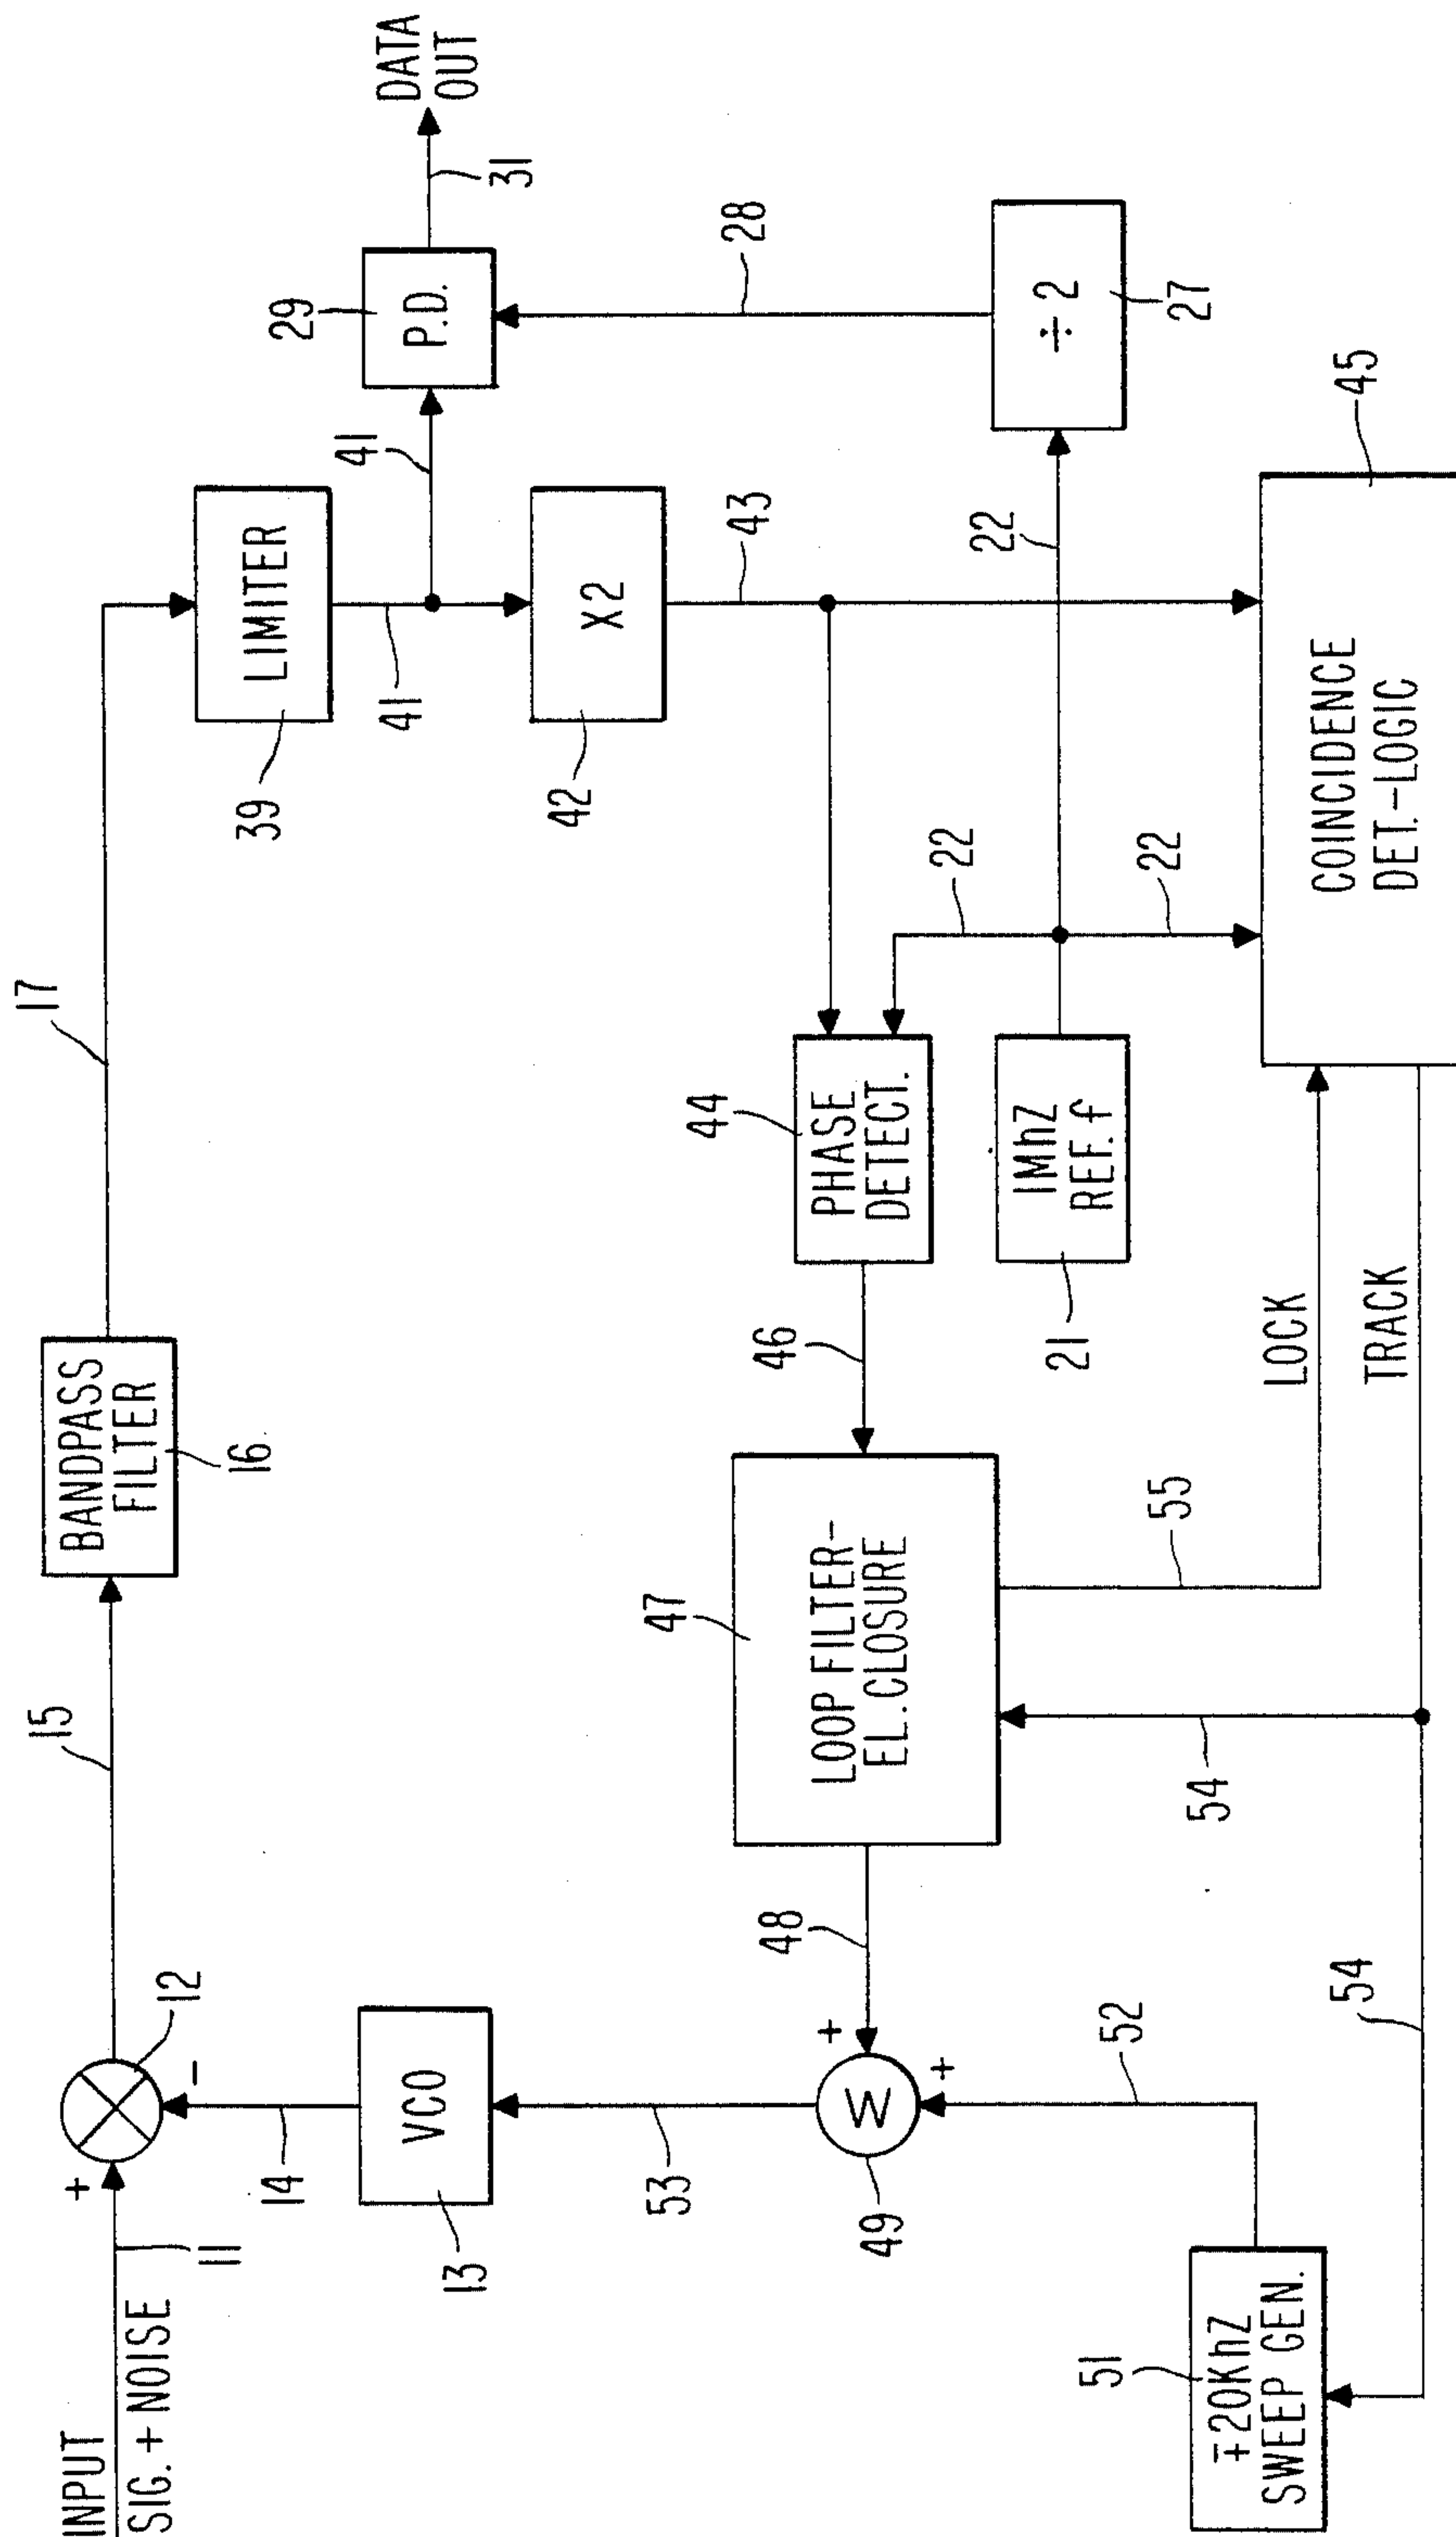 INPUT
SIG. + NOISE
11
+
12
-
15
BANDPASS
FILTER
16
17
LIMITER
39
41
41
P.D.
29
31
DATA
OUT
14
VCO
13
X2
42
43
28
53
+
W
49
+
48
LOOP FILTER-
EL. CLOSURE
47
46
PHASE
DETECT.
44
22
1MhZ
REF. f
21
22
22
÷ 2
27
52
∓20KhZ
SWEEP GEN.
51
54
54
55
LOCK
TRACK
COINCIDENCE
DET.-LOGIC
45